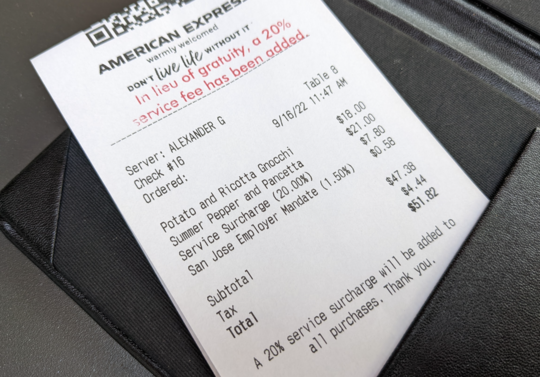 AMERICAN EXPRESS
warmly welcomed
DON'T live life WITHOUT IT
In lieu of gratuity, a 20%
service fee has been added.
Server: ALEXANDER G
Table 8
Check #16
9/16/22 11:47 AM
Ordered:
Potato and Ricotta Gnocchi $18.00
Summer Pepper and Pancetta $21.00
Service Surcharge (20.00%) $7.80
San Jose Employer Mandate (1.50%) $0.58
Subtotal $47.38
Tax $4.44
Total $51.82
A 20% service surcharge will be added to
all purchases. Thank you.